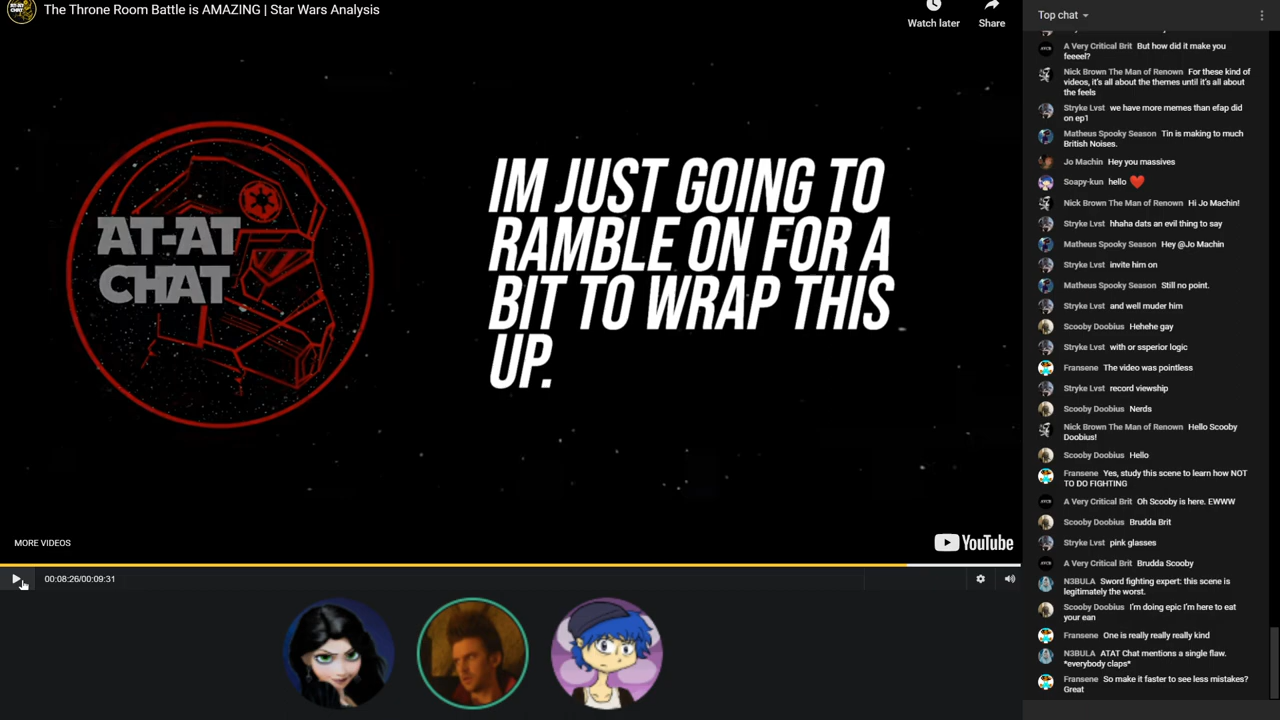 The Throne Room Battle is AMAZING | Star Wars Analysis
Watch later
Share
AT-AT
CHAT
IM JUST GOING TO
RAMBLE ON FOR A
BIT TO WRAP THIS
UP.
MORE VIDEOS
YouTube
00:08:26/00:09:31
Top chat
A Very Critical Brit But how did it make you
feeeel?
Nick Brown The Man of Renown For these kind of
videos, it's all about the themes until it's all about
the feels
Stryke Lvst we have more memes than efap did
on ep1
Matheus Spooky Season Tin is making to much
British Noises.
Jo Machin Hey you massives
Soapy-kun hello ❤️
Nick Brown The Man of Renown Hi Jo Machin!
Stryke Lvst hhaha dats an evil thing to say
Matheus Spooky Season Hey @Jo Machin
Stryke Lvst invite him on
Matheus Spooky Season Still no point.
Stryke Lvst and well muder him
Scooby Doobius Hehehe gay
Stryke Lvst with or ssperior logic
Fransene The video was pointless
Stryke Lvst record viewship
Scooby Doobius Nerds
Nick Brown The Man of Renown Hello Scooby
Doobius!
Scooby Doobius Hello
Fransene Yes, study this scene to learn how NOT
TO DO FIGHTING
A Very Critical Brit Oh Scooby is here. EWWW
Scooby Doobius Brudda Brit
Stryke Lvst pink glasses
A Very Critical Brit Brudda Scooby
N3BULA Sword fighting expert: this scene is
legitimately the worst.
Scooby Doobius I'm doing epic I'm here to eat
your ean
Fransene One is really really really kind
N3BULA ATAT Chat mentions a single flaw.
*everybody claps*
Fransene So make it faster to see less mistakes?
Great